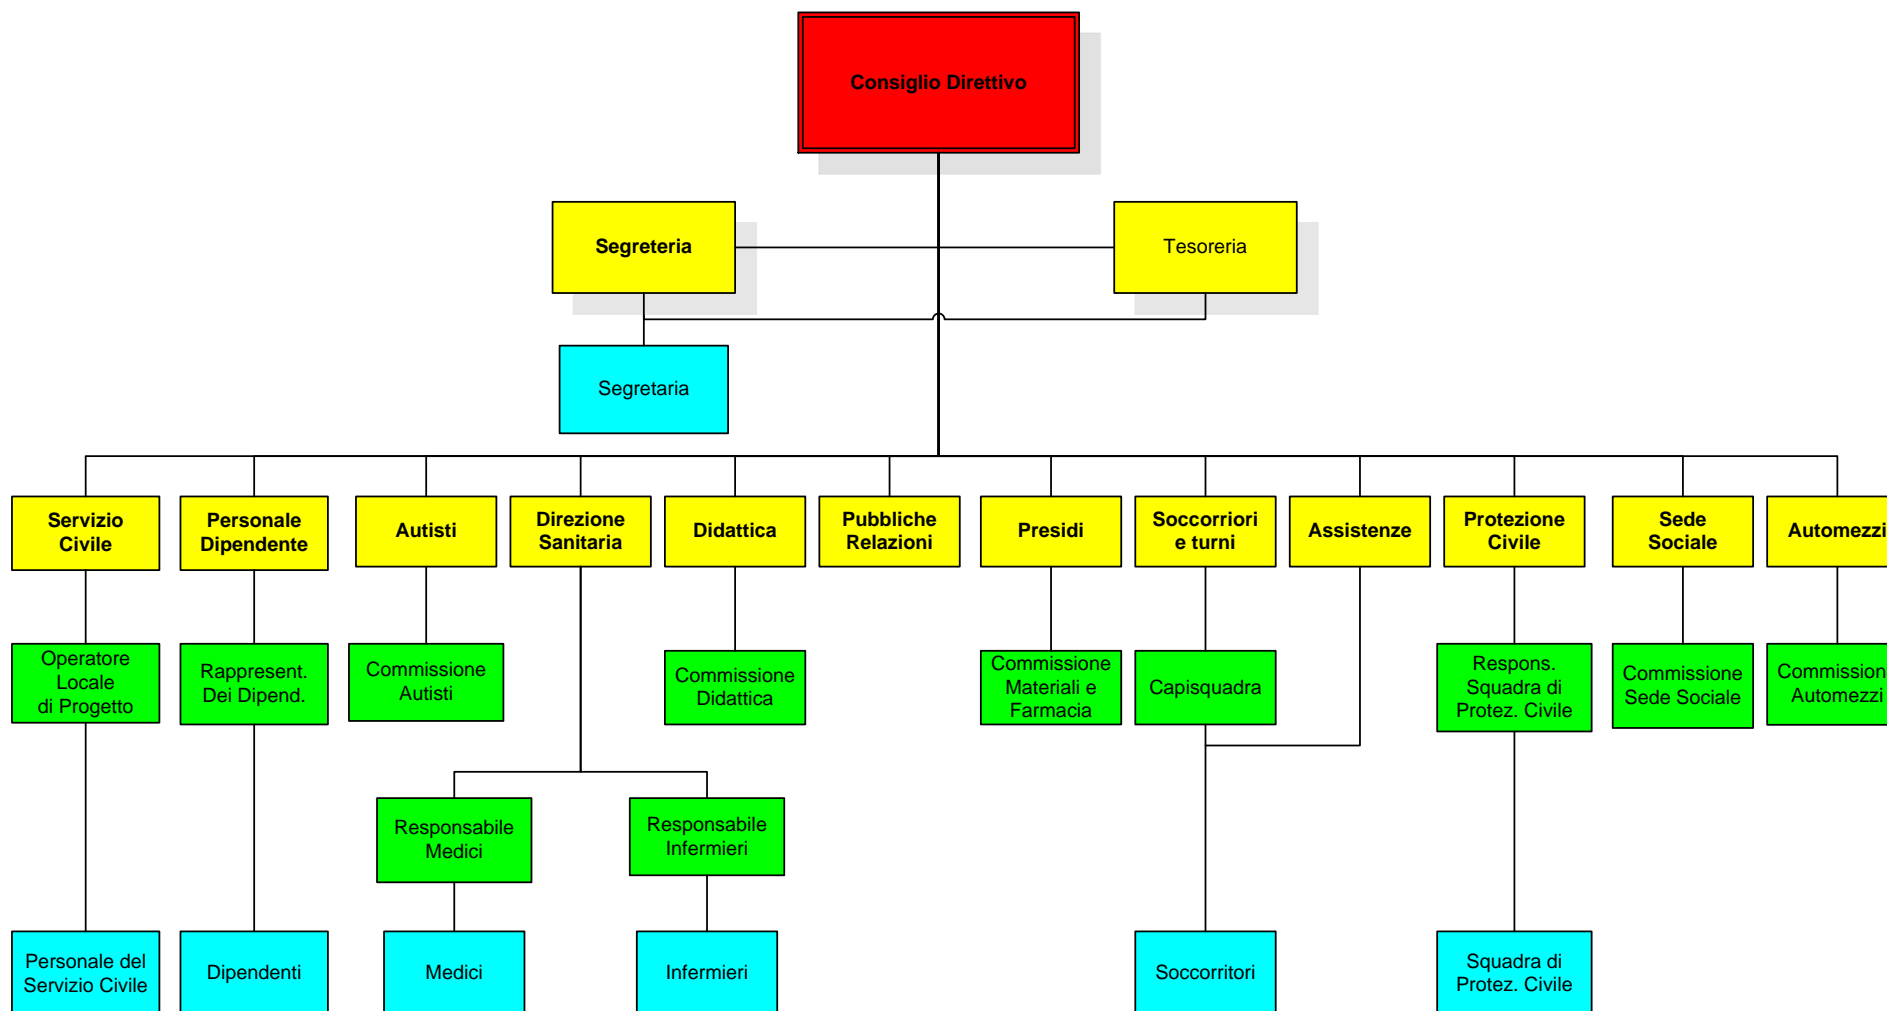 Consiglio Direttivo
Segreteria
Tesoreria
Segretaria
Servizio
Civile
Personale
Dipendente
Autisti
Direzione
Sanitaria
Didattica
Pubbliche
Relazioni
Presidi
Soccorriori
e turni
Assistenze
Protezione
Civile
Sede
Sociale
Automezzi
Operatore
Locale
di Progetto
Rappresent.
Dei Dipend.
Commissione
Autisti
Commissione
Didattica
Commissione
Materiali e
Farmacia
Capisquadra
Respons.
Squadra di
Protez. Civile
Commissione
Sede Sociale
Commission
Automezzi
Responsabile
Medici
Responsabile
Infermieri
Personale del
Servizio Civile
Dipendenti
Medici
Infermieri
Soccorritori
Squadra di
Protez. Civile